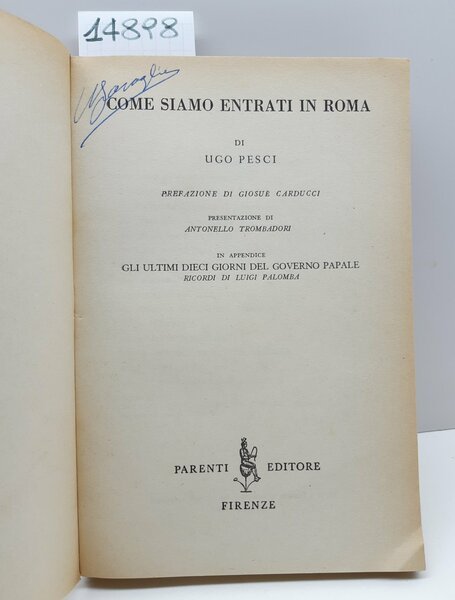 14898
COME SIAMO ENTRATI IN ROMA
DI
UGO PESCI
PREFAZIONE DI GIOSUE CARDUCCI
PRESENTAZIONE DI
ANTONELLO TROMBADORI
IN APPENDICE
GLI ULTIMI DIECI GIORNI DEL GOVERNO PAPALE
RICORDI DI LUIGI PALOMBA
PARENTI EDITORE
FIRENZE